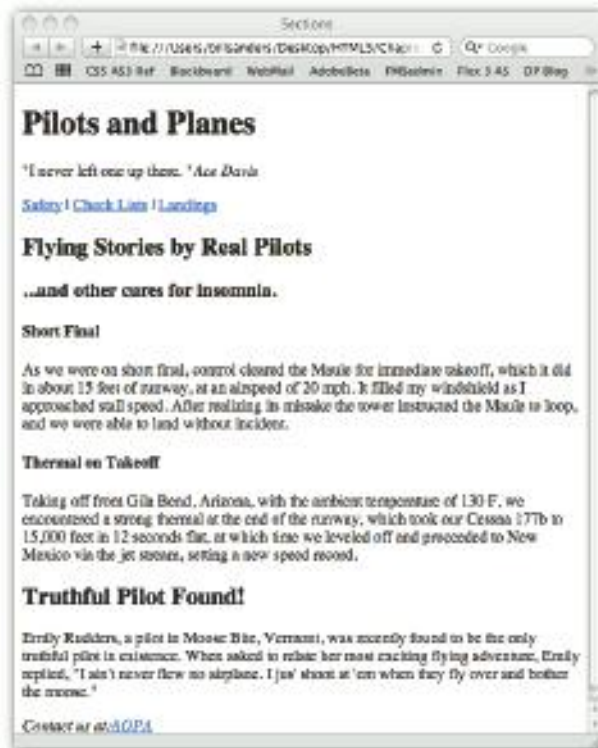 Sections
file:///Users/billsanders/Desktop/HTML5/Chap
Google
CS5 AS3 Ref Blackboard WebMail AdobeBeta FMSadmin Flex 3 AS DP Blog
Pilots and Planes
"I never left one up there. "Ace Davis
Safety | Check Lists | Landings
Flying Stories by Real Pilots
...and other cures for insomnia.
Short Final
As we were on short final, control cleared the Maule for immediate takeoff, which it did
in about 15 feet of runway, at an airspeed of 20 mph. It filled my windshield as I
approached stall speed. After realizing its mistake the tower instructed the Maule to loop,
and we were able to land without incident.
Thermal on Takeoff
Taking off from Gila Bend, Arizona, with the ambient temperature of 130 F, we
encountered a strong thermal at the end of the runway, which took our Cessna 177b to
15,000 feet in 12 seconds flat, at which time we leveled off and proceeded to New
Mexico via the jet stream, setting a new speed record.
Truthful Pilot Found!
Emily Rudders, a pilot in Moose Bite, Vermont, was recently found to be the only
truthful pilot in existence. When asked to relate her most exciting flying adventure, Emily
replied, "I ain't never flew no airplane. I jus' shoot at 'em when they fly over and bother
the moose."
Contact us at:AOPA